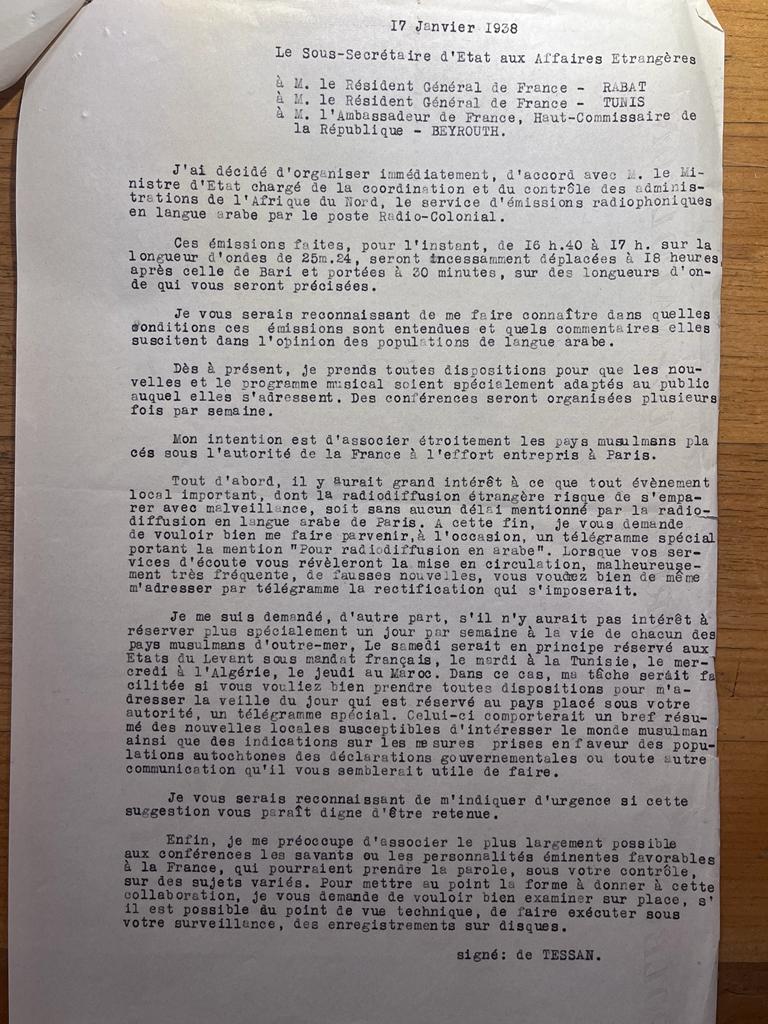 17 Janvier 1938
Le Sous-Secrétaire d'Etat aux Affaires Etrangères
à M. le Résident Général de France - RABAT
à M. le Résident Général de France - TUNIS
à M. l'Ambassadeur de France, Haut-Commissaire de
la République - BEYROUTH.
J'ai décidé d'organiser immédiatement, d'accord avec M. le Mi-
nistre d'Etat chargé de la coordination et du contrôle des adminis-
trations de l'Afrique du Nord, le service d'émissions radiophoniques
en langue arabe par le poste Radio-Colonial.
Ces émissions faites, pour l'instant, de 16 h.40 à 17 h. sur la
longueur d'ondes de 25m.24, seront incessamment déplacées à 18 heures
après celle de Bari et portées à 30 minutes, sur des longueurs d'on-
de qui vous seront précisées.
Je vous serais reconnaissant de me faire connaître dans quelles
conditions ces émissions sont entendues et quels commentaires elles
suscitent dans l'opinion des populations de langue arabe.
Dès à présent, je prends toutes dispositions pour que les nou-
velles et le programme musical soient spécialement adaptés au public
auquel elles s'adressent. Des conférences seront organisées plusieurs
fois par semaine.
Mon intention est d'associer étroitement les pays musulmans pla
cés sous l'autorité de la France à l'effort entrepris à Paris.
Tout d'abord, il y aurait grand intérêt à ce que tout évènement
local important, dont la radiodiffusion étrangère risque de s'empa-
rer avec malveillance, soit sans aucun délai mentionné par la radio-
diffusion en langue arabe de Paris. A cette fin, je vous demande
de vouloir bien me faire parvenir,à l'occasion, un télégramme spécial
portant la mention "Pour radiodiffusion en arabe". Lorsque vos ser-
vices d'écoute vous révèleront la mise en circulation, malheureuse-
ment très fréquente, de fausses nouvelles, vous voudrez bien de même
m'adresser par télégramme la rectification qui s'imposerait.
Je me suis demandé, d'autre part, s'il n'y aurait pas intérêt à
réserver plus spécialement un jour par semaine à la vie de chacun des
pays musulmans d'outre-mer, Le samedi serait en principe réservé aux
Etats du Levant sous mandat français, le mardi à la Tunisie, le mer-
credi à l'Algérie, le jeudi au Maroc. Dans ce cas, ma tâche serait fa
cilitée si vous vouliez bien prendre toutes dispositions pour m'a-
dresser la veille du jour qui est réservé au pays placé sous votre
autorité, un télégramme spécial. Celui-ci comporterait un bref résu-
mé des nouvelles locales susceptibles d'intéresser le monde musulman
ainsi que des indications sur les mesures prises en faveur des popu-
lations autochtones des déclarations gouvernementales ou toute autre
communication qu'il vous semblerait utile de faire.
Je vous serais reconnaissant de m'indiquer d'urgence si cette
suggestion vous paraît digne d'être retenue.
Enfin, je me préoccupe d'associer le plus largement possible
aux conférences les savants ou les personnalités éminentes favorables
à la France, qui pourraient prendre la parole, sous votre contrôle,
sur des sujets variés. Pour mettre au point la forme à donner à cette
collaboration, je vous demande de vouloir bien examiner sur place, s'
il est possible du point de vue technique, de faire exécuter sous
votre surveillance, des enregistrements sur disques.
signé: de TESSAN.